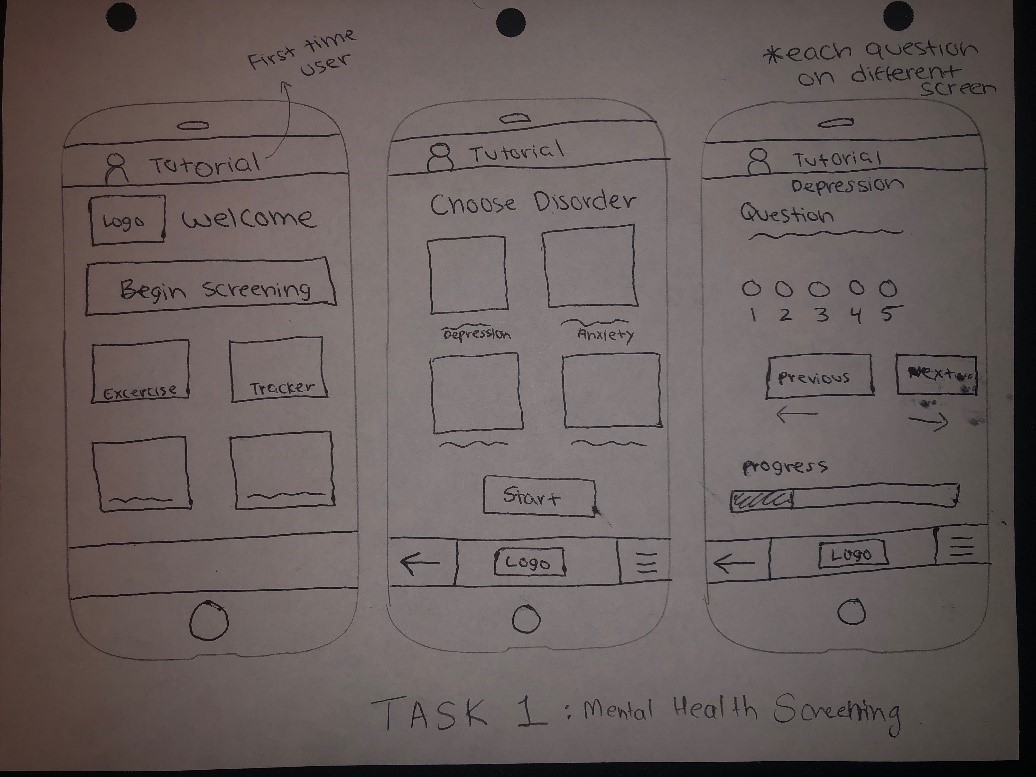 First time
user
*each question
on different
screen
Tutorial
Logo
Welcome
Begin Screening
Excercise
Tracker
Tutorial
Choose Disorder
Depression
Anxiety
Start
Logo
Tutorial
Depression
Question
1 2 3 4 5
Previous
Next
progress
Logo
TASK 1: Mental Health Screening